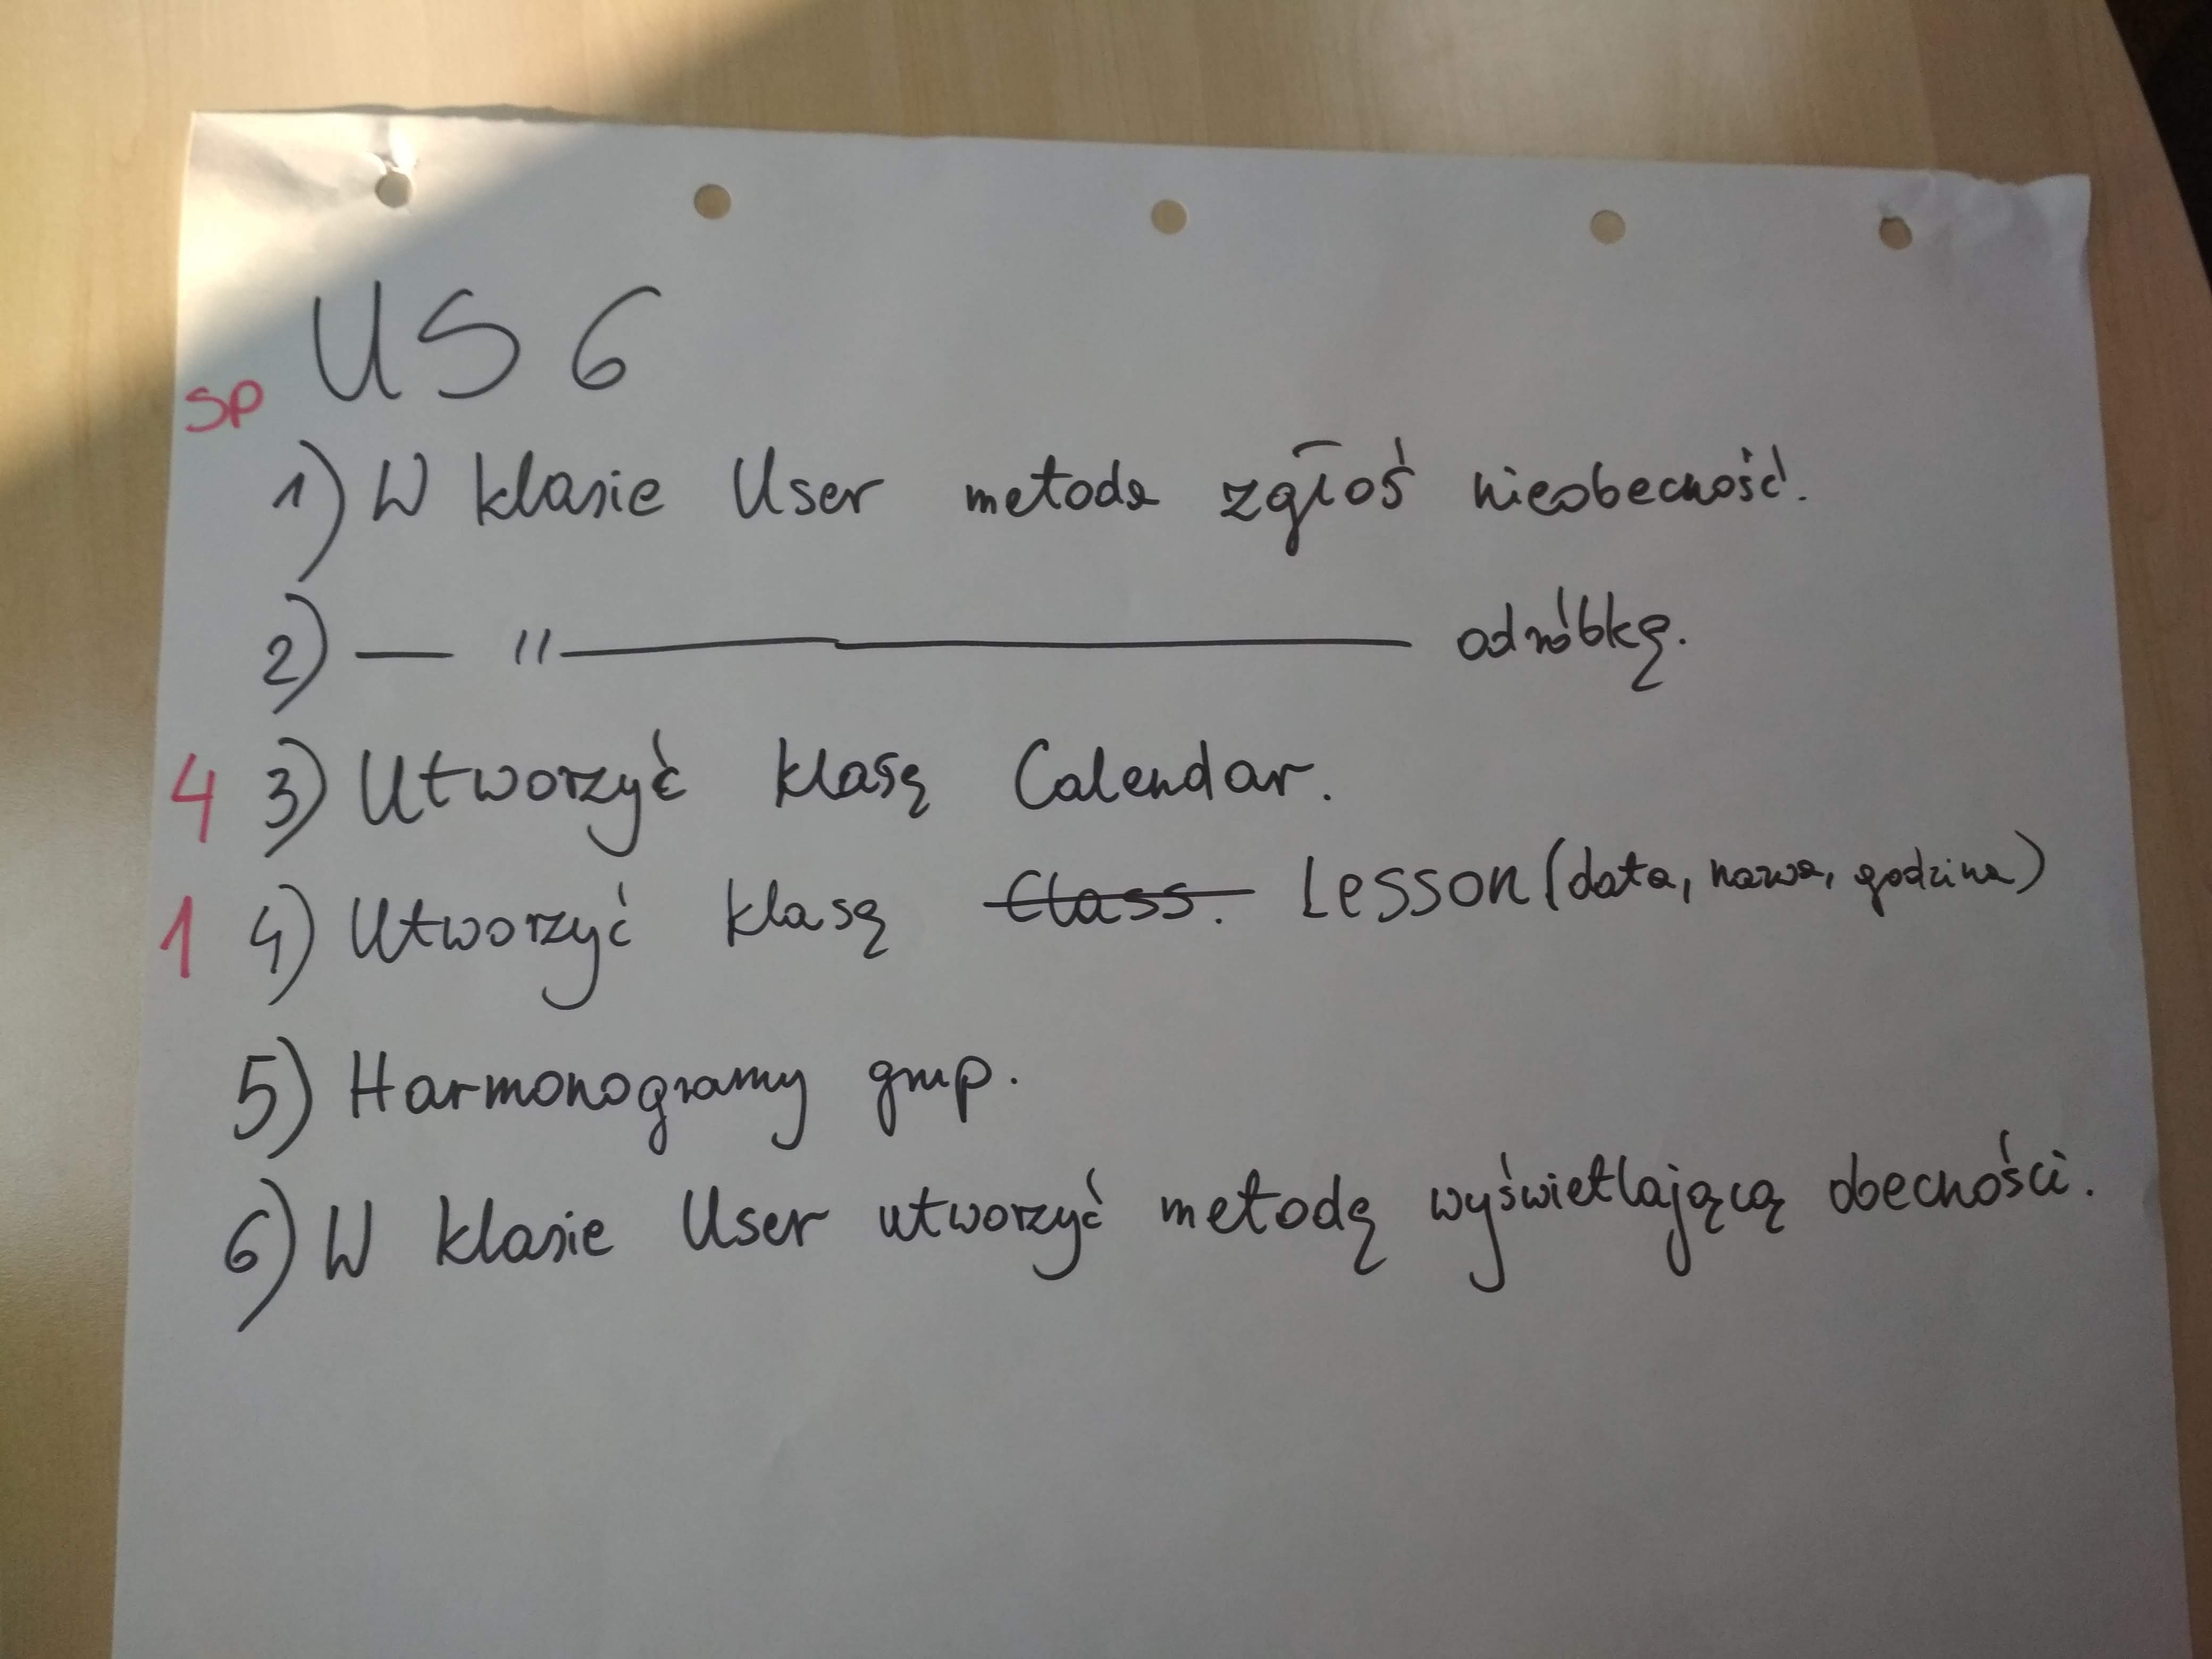 US 6
SP
1) W klasie User metoda zgłoś nieobecność.
2) — " — odróbkę.
4 3) Utworzyć klasę Calendar.
1 4) Utworzyć klasę Class. Lesson (data, nazwa, godzina)
5) Harmonogramy grup.
6) W klasie User utworzyć metodę wyświetlającą obecności.